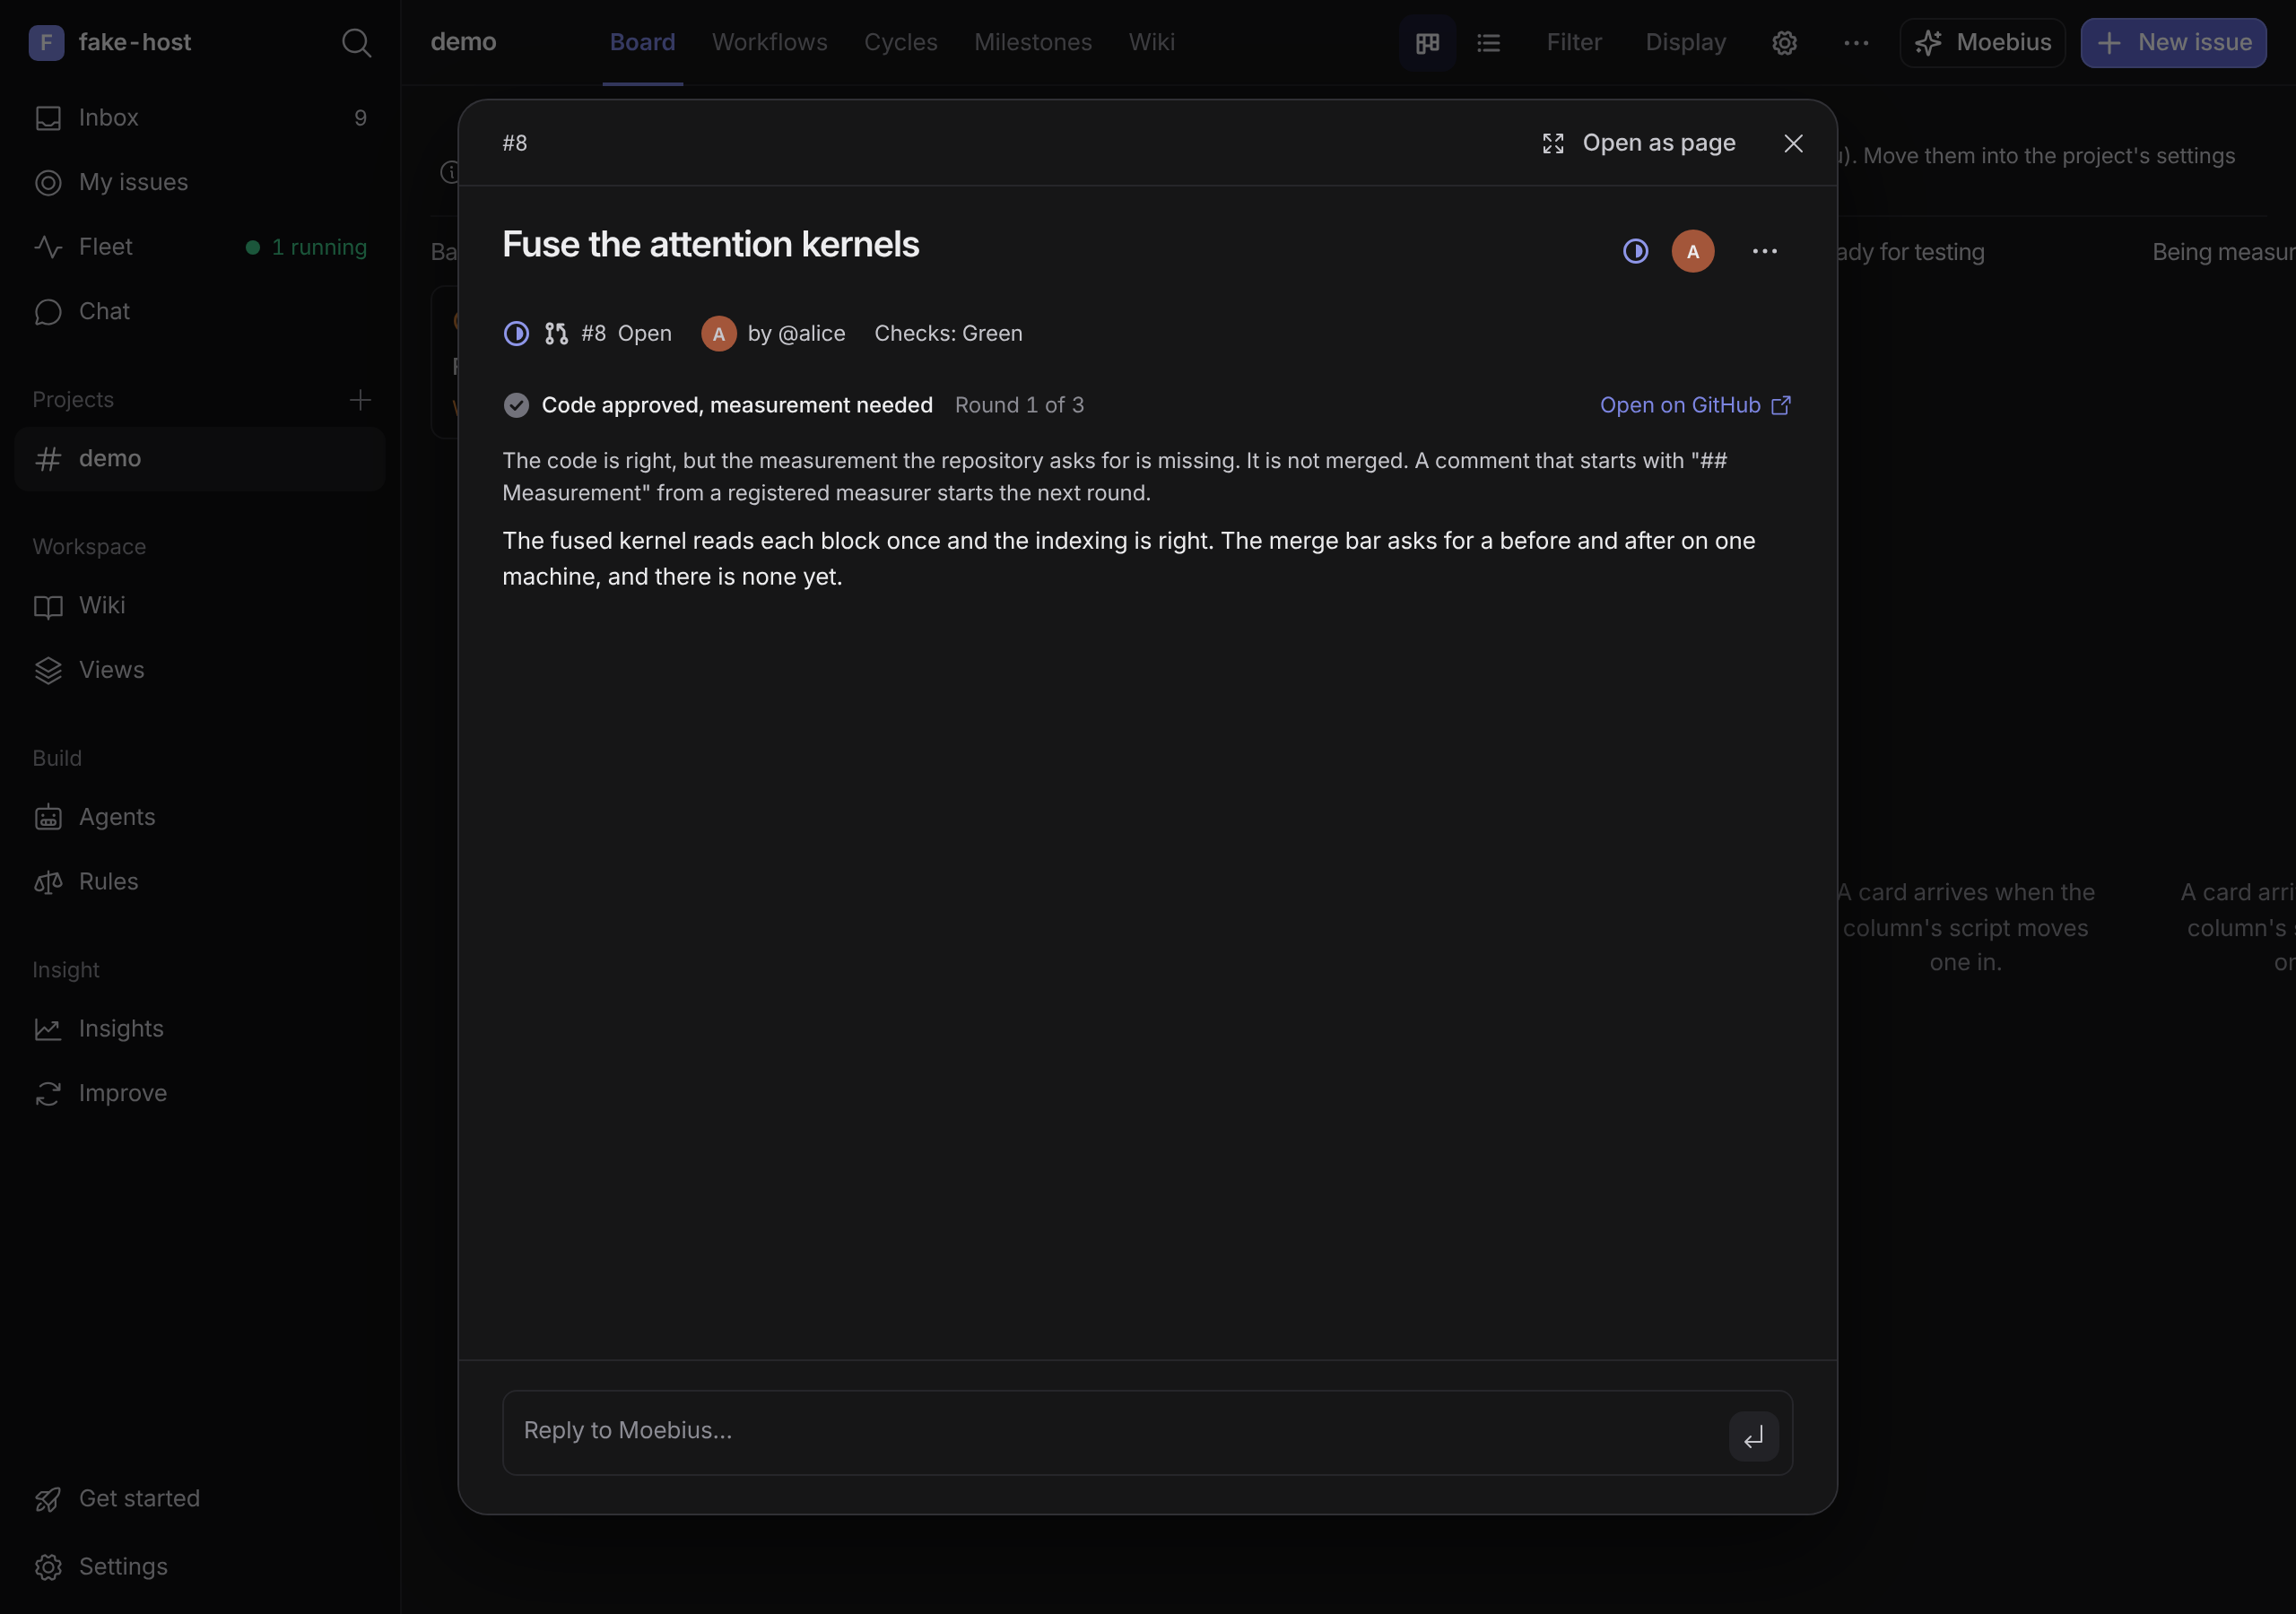 F fake-host
Inbox 9
My issues
Fleet 1 running
Chat
Projects
demo
Workspace
Wiki
Views
Build
Agents
Rules
Insight
Insights
Improve
Get started
Settings
demo Board Workflows Cycles Milestones Wiki Filter Display Moebius New issue
Move them into the project's settings
for testing
Being
A card arrives when the
column's script moves
one in.
A card
column's
#8 Open as page
Fuse the attention kernels A
#8 Open A by @alice Checks: Green
Code approved, measurement needed Round 1 of 3 Open on GitHub
The code is right, but the measurement the repository asks for is missing. It is not merged. A comment that starts with "##
Measurement" from a registered measurer starts the next round.
The fused kernel reads each block once and the indexing is right. The merge bar asks for a before and after on one
machine, and there is none yet.
Reply to Moebius...